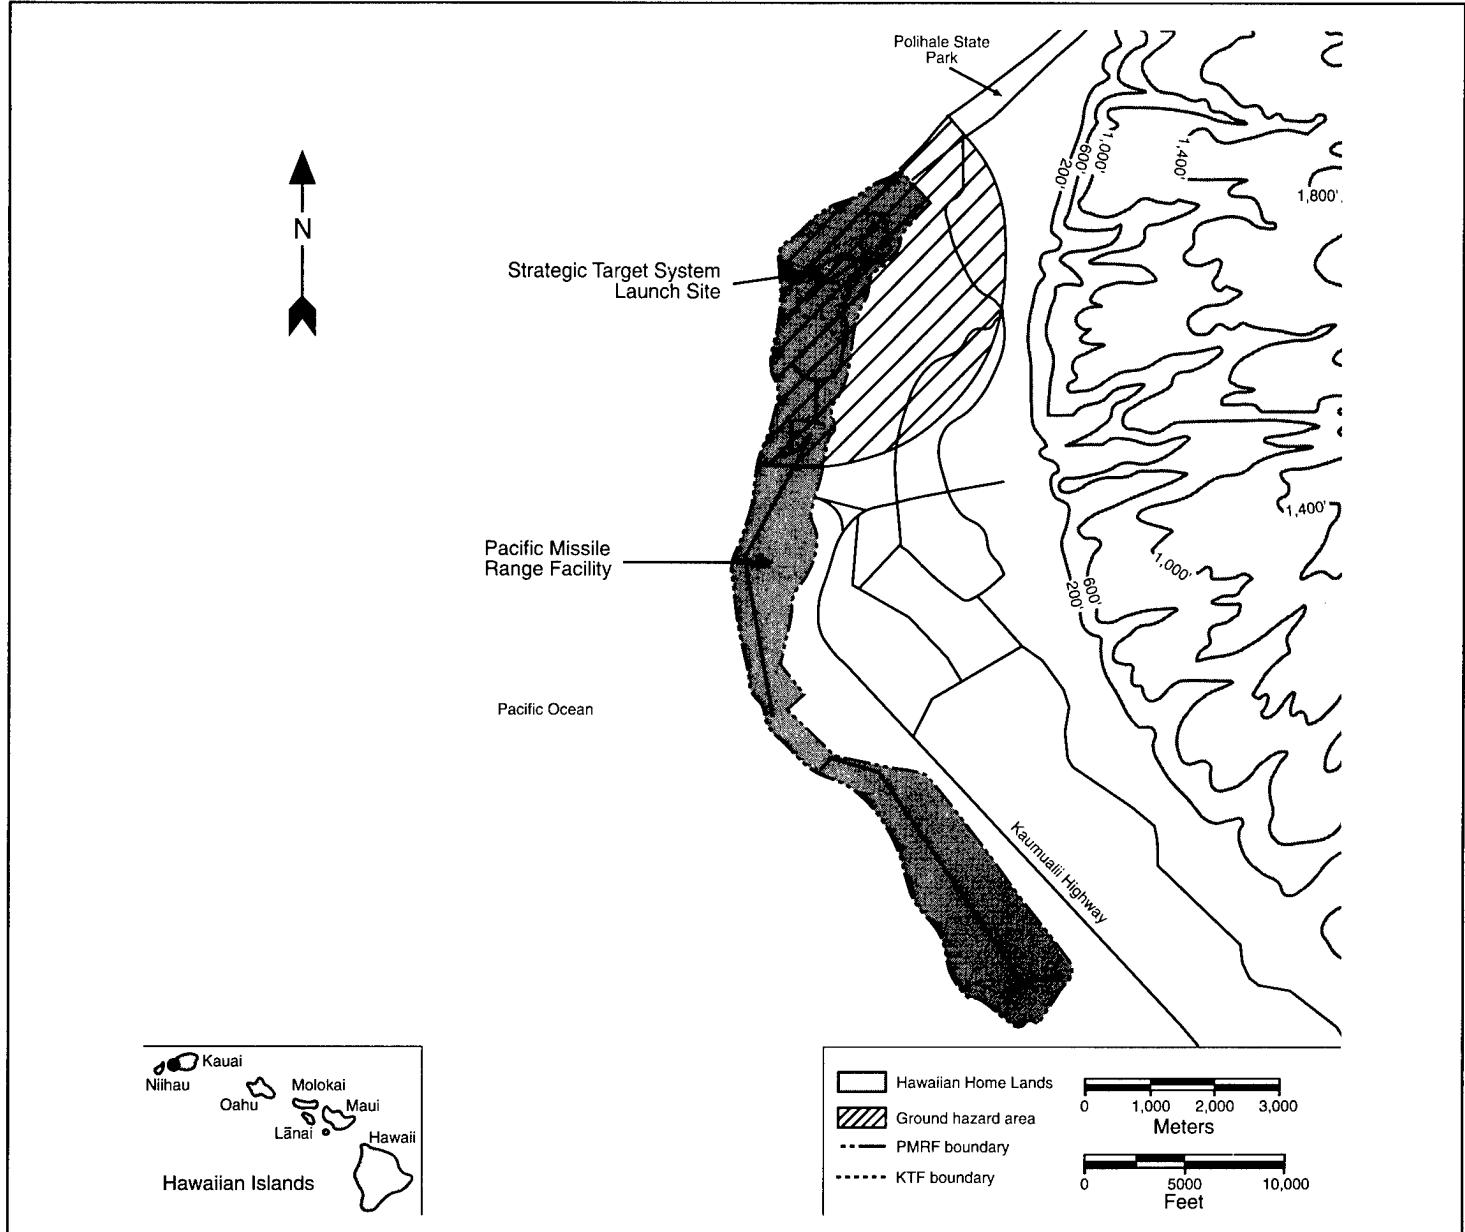 Polihale State
Park
N
Strategic Target System
Launch Site
200'
600'
1,000'
1,400'
1,800'
Pacific Missile
Range Facility
1,400'
1,000'
600'
200'
Pacific Ocean
Kaumualii Highway
Kauai
Niihau
Oahu
Molokai
Maui
Lānai
Hawaii
Hawaiian Islands
Hawaiian Home Lands
Ground hazard area
PMRF boundary
KTF boundary
0 1,000 2,000 3,000
Meters
0 5000 10,000
Feet